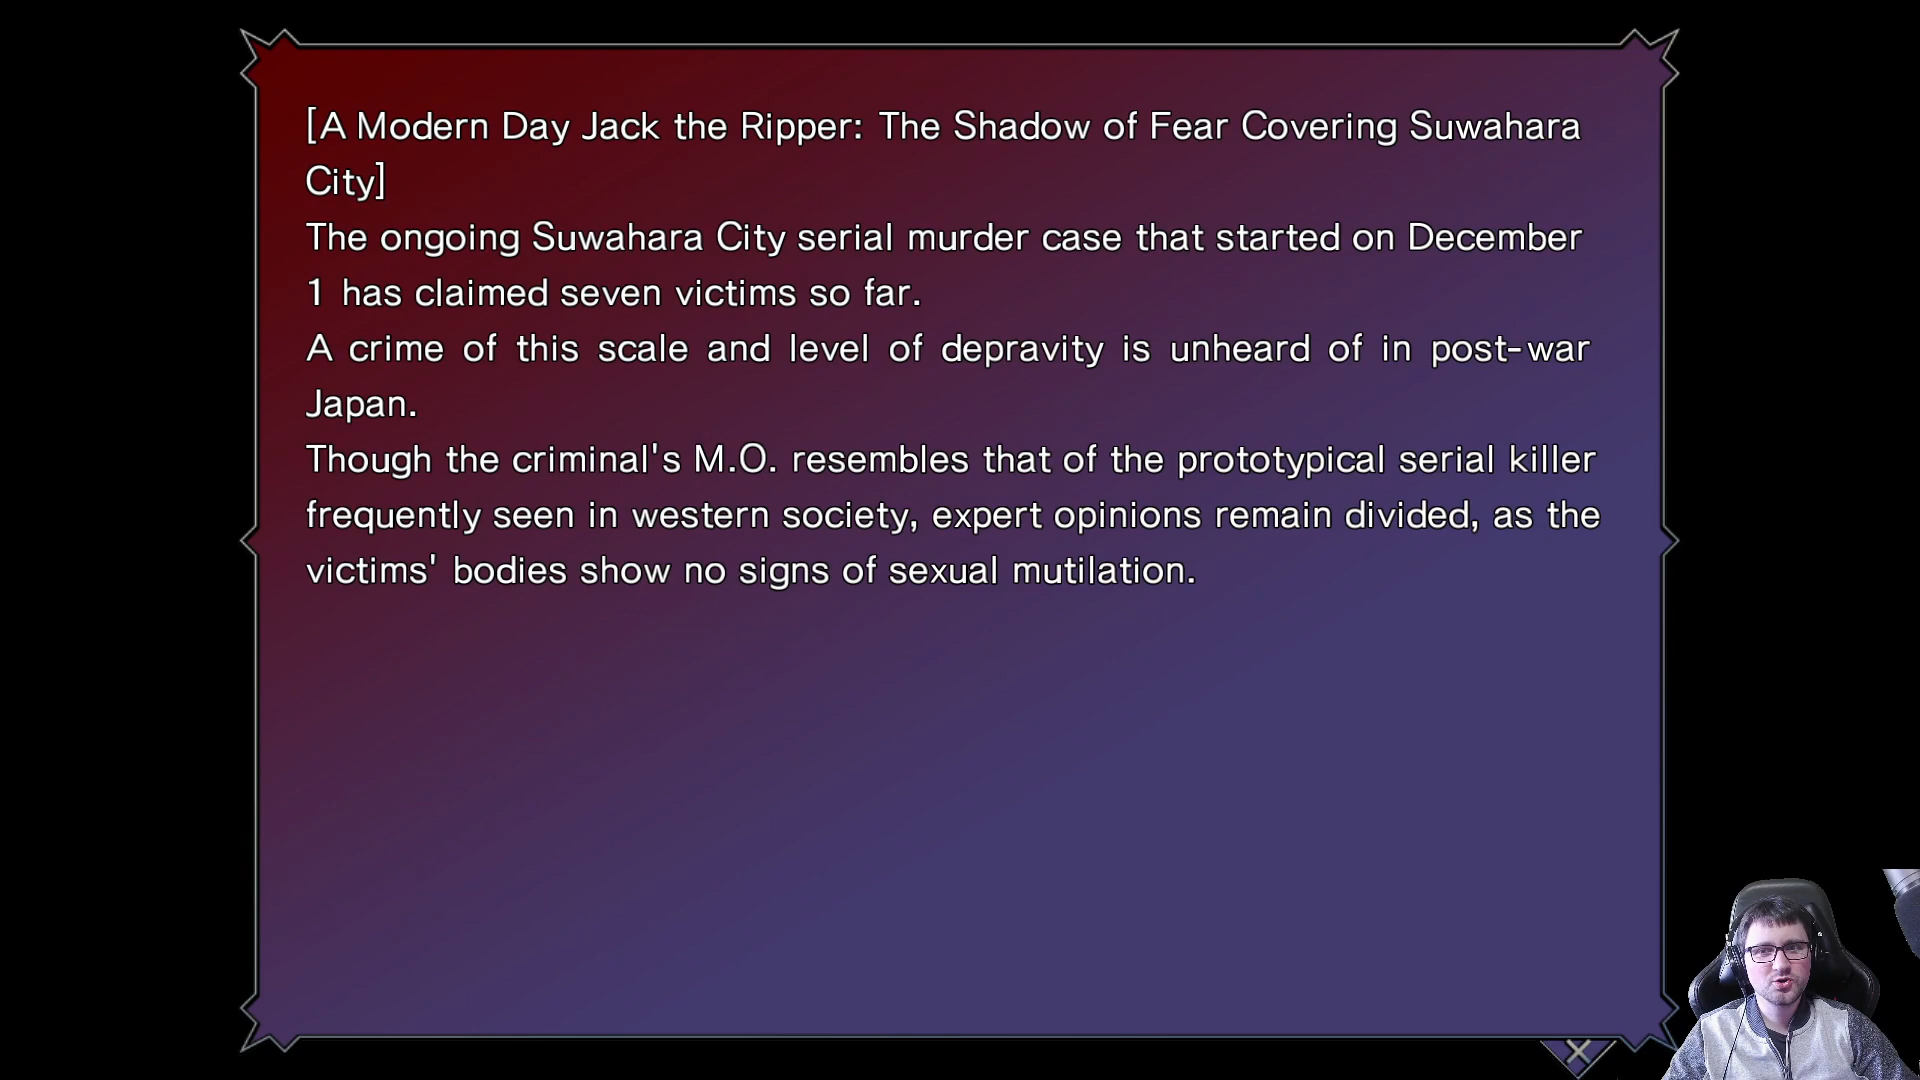 [A Modern Day Jack the Ripper: The Shadow of Fear Covering Suwahara
City]
The ongoing Suwahara City serial murder case that started on December
1 has claimed seven victims so far.
A crime of this scale and level of depravity is unheard of in post-war
Japan.
Though the criminal's M.O. resembles that of the prototypical serial killer
frequently seen in western society, expert opinions remain divided, as the
victims' bodies show no signs of sexual mutilation.